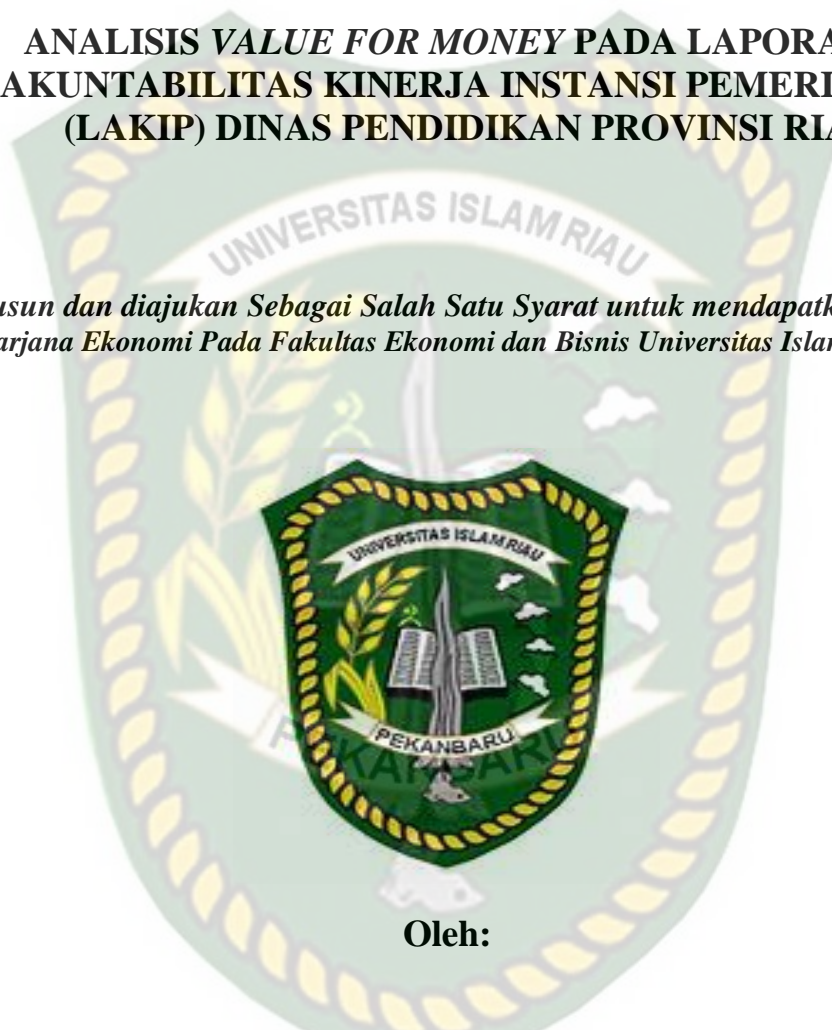 ANALISIS VALUE FOR MONEY PADA LAPORA
AKUNTABILITAS KINERJA INSTANSI PEMERI
(LAKIP) DINAS PENDIDIKAN PROVINSI RIA
UNIVERSITAS ISLAM RIAU
usun dan diajukan Sebagai Salah Satu Syarat untuk mendapatk
arjana Ekonomi Pada Fakultas Ekonomi dan Bisnis Universitas Islar
UNIVERSITAS ISLAM RIAU
PEKANBARU
PEKANBARU
Oleh: